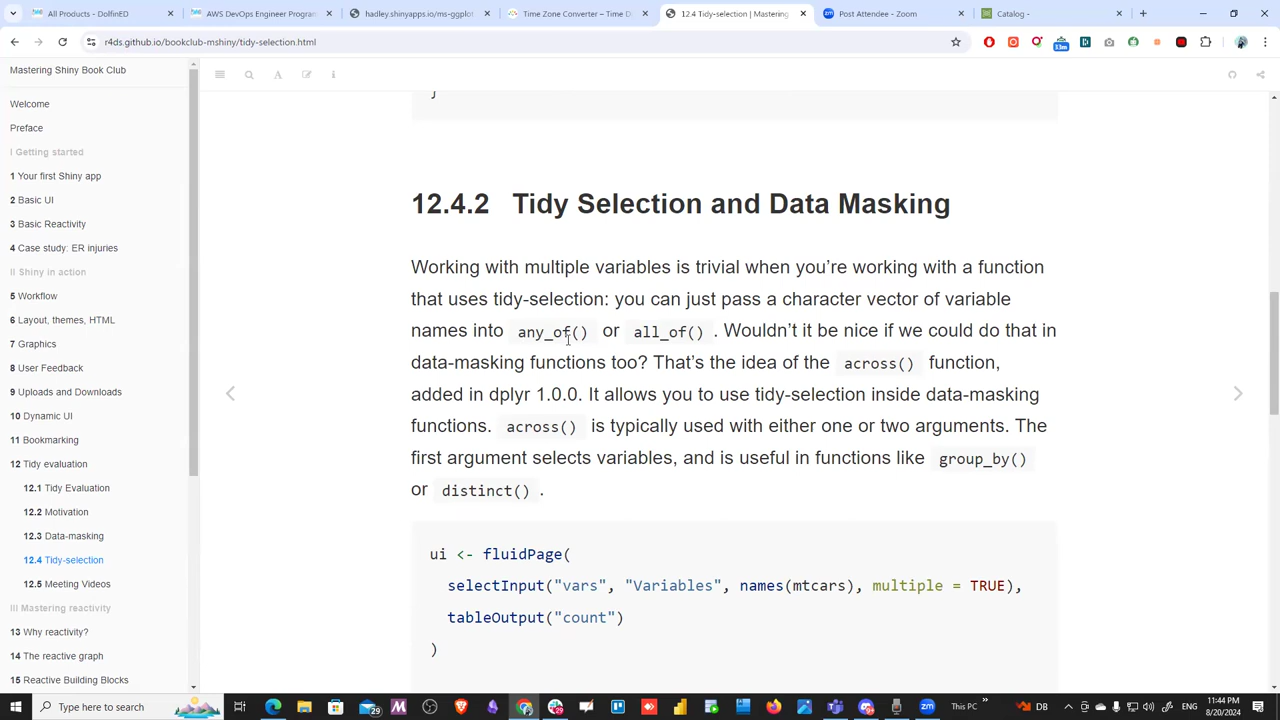 All Products - DolfinED
AWS DevOps Engineer Program
hadley.shinyapps.io/ms-ggplo
Time Zone Converter – Time D
12.4 Tidy-selection | Mastering
Post Attendee - Zoom
Catalog -
r4ds.github.io/bookclub-mshiny/tidy-selection.html
13m
Mastering Shiny Book Club
Welcome
Preface
I Getting started
1 Your first Shiny app
2 Basic UI
3 Basic Reactivity
4 Case study: ER injuries
II Shiny in action
5 Workflow
6 Layout, themes, HTML
7 Graphics
8 User Feedback
9 Uploads and Downloads
10 Dynamic UI
11 Bookmarking
12 Tidy evaluation
12.1 Tidy Evaluation
12.2 Motivation
12.3 Data-masking
12.4 Tidy-selection
12.5 Meeting Videos
III Mastering reactivity
13 Why reactivity?
14 The reactive graph
15 Reactive Building Blocks
}
12.4.2 Tidy Selection and Data Masking
Working with multiple variables is trivial when you’re working with a function
that uses tidy-selection: you can just pass a character vector of variable
names into any_of() or all_of() . Wouldn’t it be nice if we could do that in
data-masking functions too? That’s the idea of the across() function,
added in dplyr 1.0.0. It allows you to use tidy-selection inside data-masking
functions. across() is typically used with either one or two arguments. The
first argument selects variables, and is useful in functions like group_by()
or distinct() .
ui <- fluidPage(
selectInput("vars", "Variables", names(mtcars), multiple = TRUE),
tableOutput("count")
)
Type here to search
29
This PC
DB
ENG
11:44 PM
8/20/2024